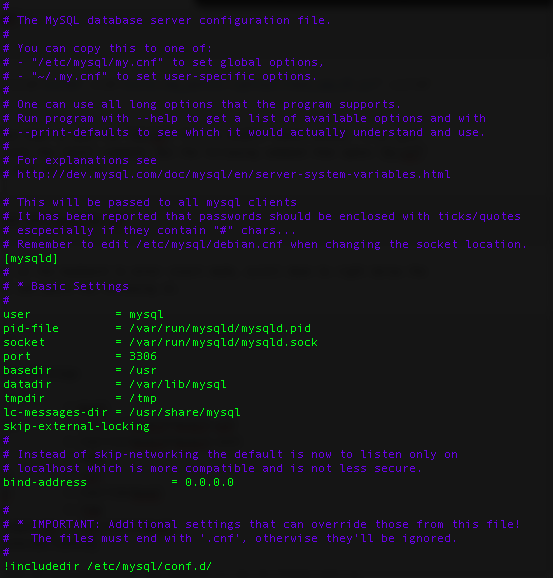 #
# The MySQL database server configuration file.
#
# You can copy this to one of:
# - "/etc/mysql/my.cnf" to set global options,
# - "~/.my.cnf" to set user-specific options.
#
# One can use all long options that the program supports.
# Run program with --help to get a list of available options and with
# --print-defaults to see which it would actually understand and use.
#
# For explanations see
# http://dev.mysql.com/doc/mysql/en/server-system-variables.html

# This will be passed to all mysql clients
# It has been reported that passwords should be enclosed with ticks/quotes
# escpecially if they contain "#" chars...
# Remember to edit /etc/mysql/debian.cnf when changing the socket location.
[mysqld]
#
# * Basic Settings
#
user            = mysql
pid-file        = /var/run/mysqld/mysqld.pid
socket          = /var/run/mysqld/mysqld.sock
port            = 3306
basedir         = /usr
datadir         = /var/lib/mysql
tmpdir          = /tmp
lc-messages-dir = /usr/share/mysql
skip-external-locking
#
# Instead of skip-networking the default is now to listen only on
# localhost which is more compatible and is not less secure.
bind-address            = 0.0.0.0

#
# * IMPORTANT: Additional settings that can override those from this file!
#   The files must end with '.cnf', otherwise they'll be ignored.
#
!includedir /etc/mysql/conf.d/